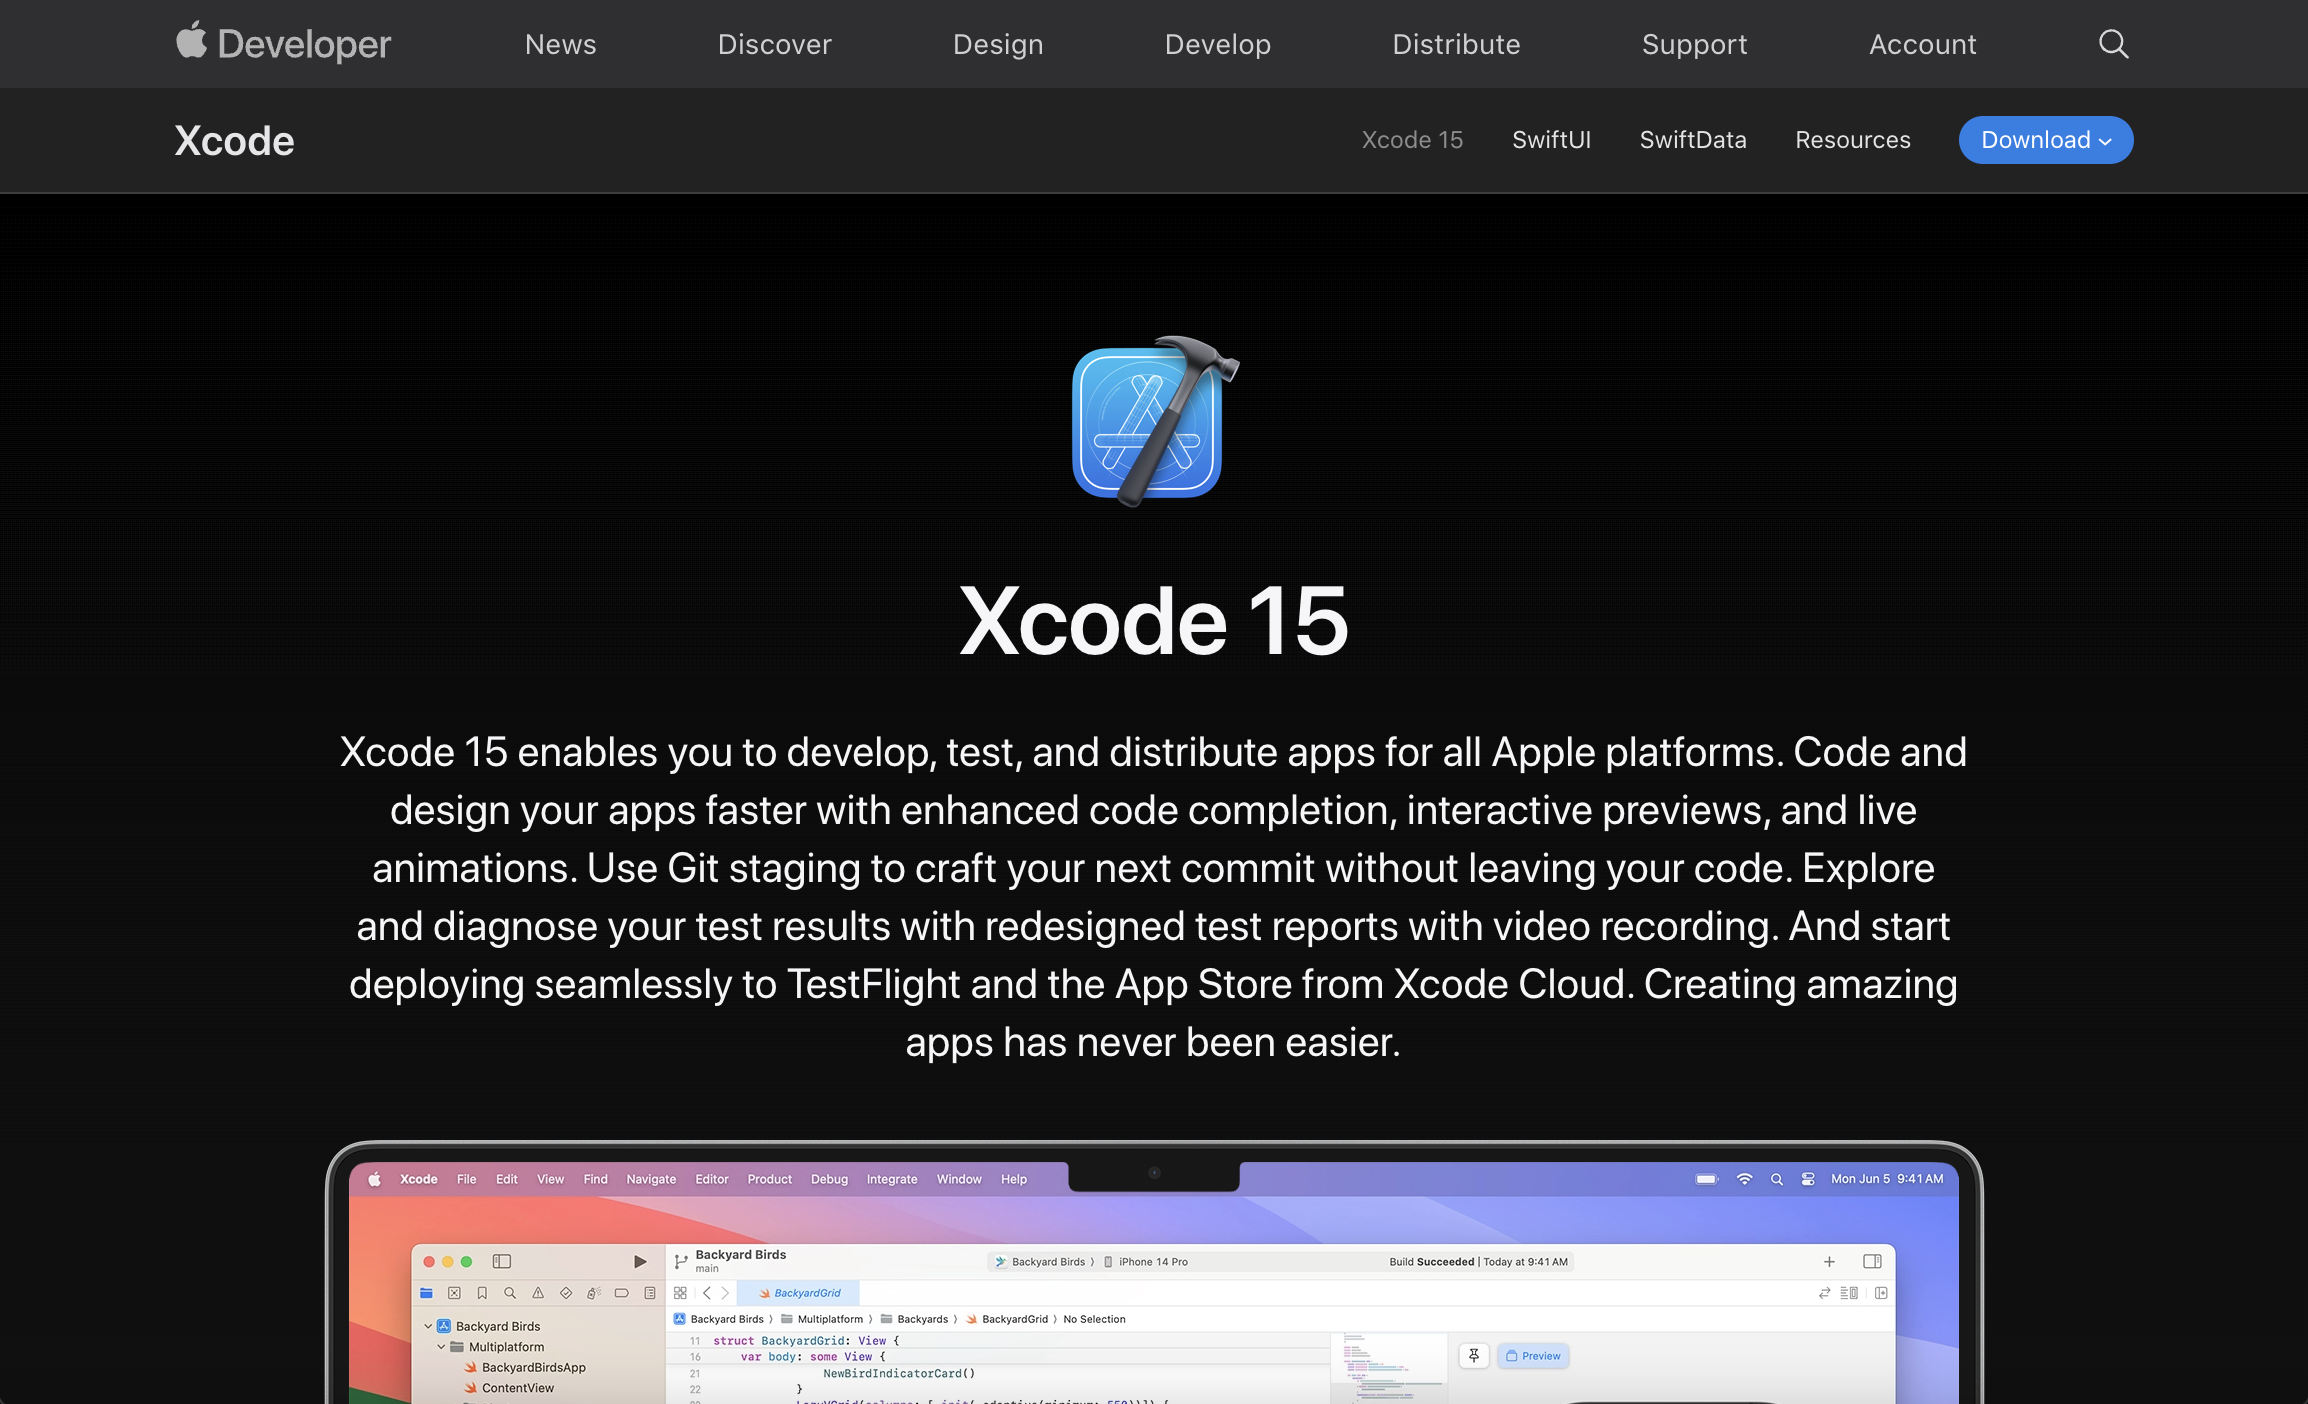 Developer
News
Discover
Design
Develop
Distribute
Support
Account
Xcode
Xcode 15
SwiftUI
SwiftData
Resources
Download
Xcode 15
Xcode 15 enables you to develop, test, and distribute apps for all Apple platforms. Code and
design your apps faster with enhanced code completion, interactive previews, and live
animations. Use Git staging to craft your next commit without leaving your code. Explore
and diagnose your test results with redesigned test reports with video recording. And start
deploying seamlessly to TestFlight and the App Store from Xcode Cloud. Creating amazing
apps has never been easier.
Xcode File Edit View Find Navigate Editor Product Debug Integrate Window Help
Mon Jun 5 9:41 AM
Backyard Birds
main
Backyard Birds 〉 iPhone 14 Pro
Build Succeeded | Today at 9:41 AM
BackyardGrid
Backyard Birds 〉 Multiplatform 〉 Backyards 〉 BackyardGrid 〉 No Selection
Backyard Birds
Multiplatform
BackyardBirdsApp
ContentView
11 struct BackyardGrid: View {
16 var body: some View {
21 NewBirdIndicatorCard()
22 }
Preview